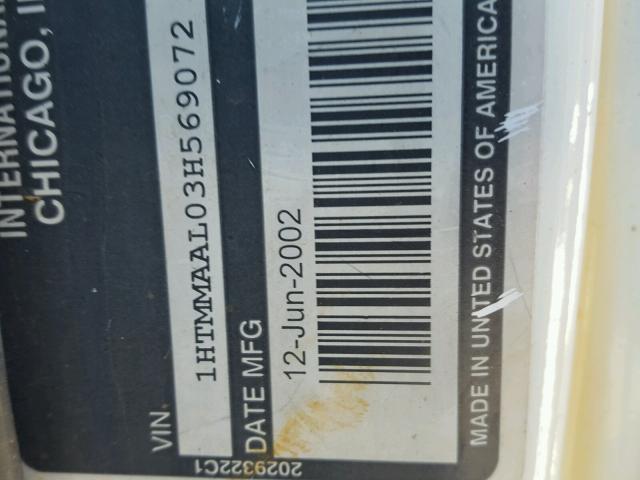 INTERNATIONAL
CHICAGO,
VIN
1HTMMAAL03H569072
DATE MFG
12-Jun-2002
MADE IN UNITED STATES OF AMERICA
2029322C1